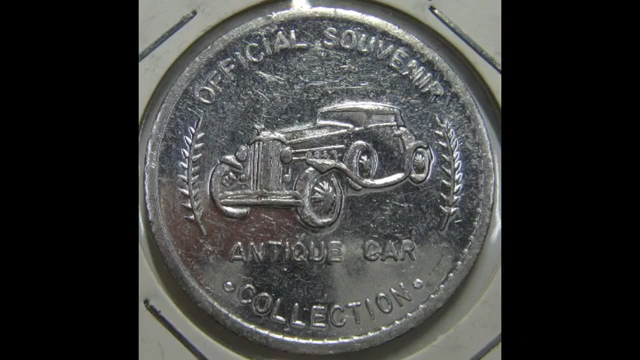 OFFICIAL SOUVENIR
ANTIQUE CAR
• COLLECTION •